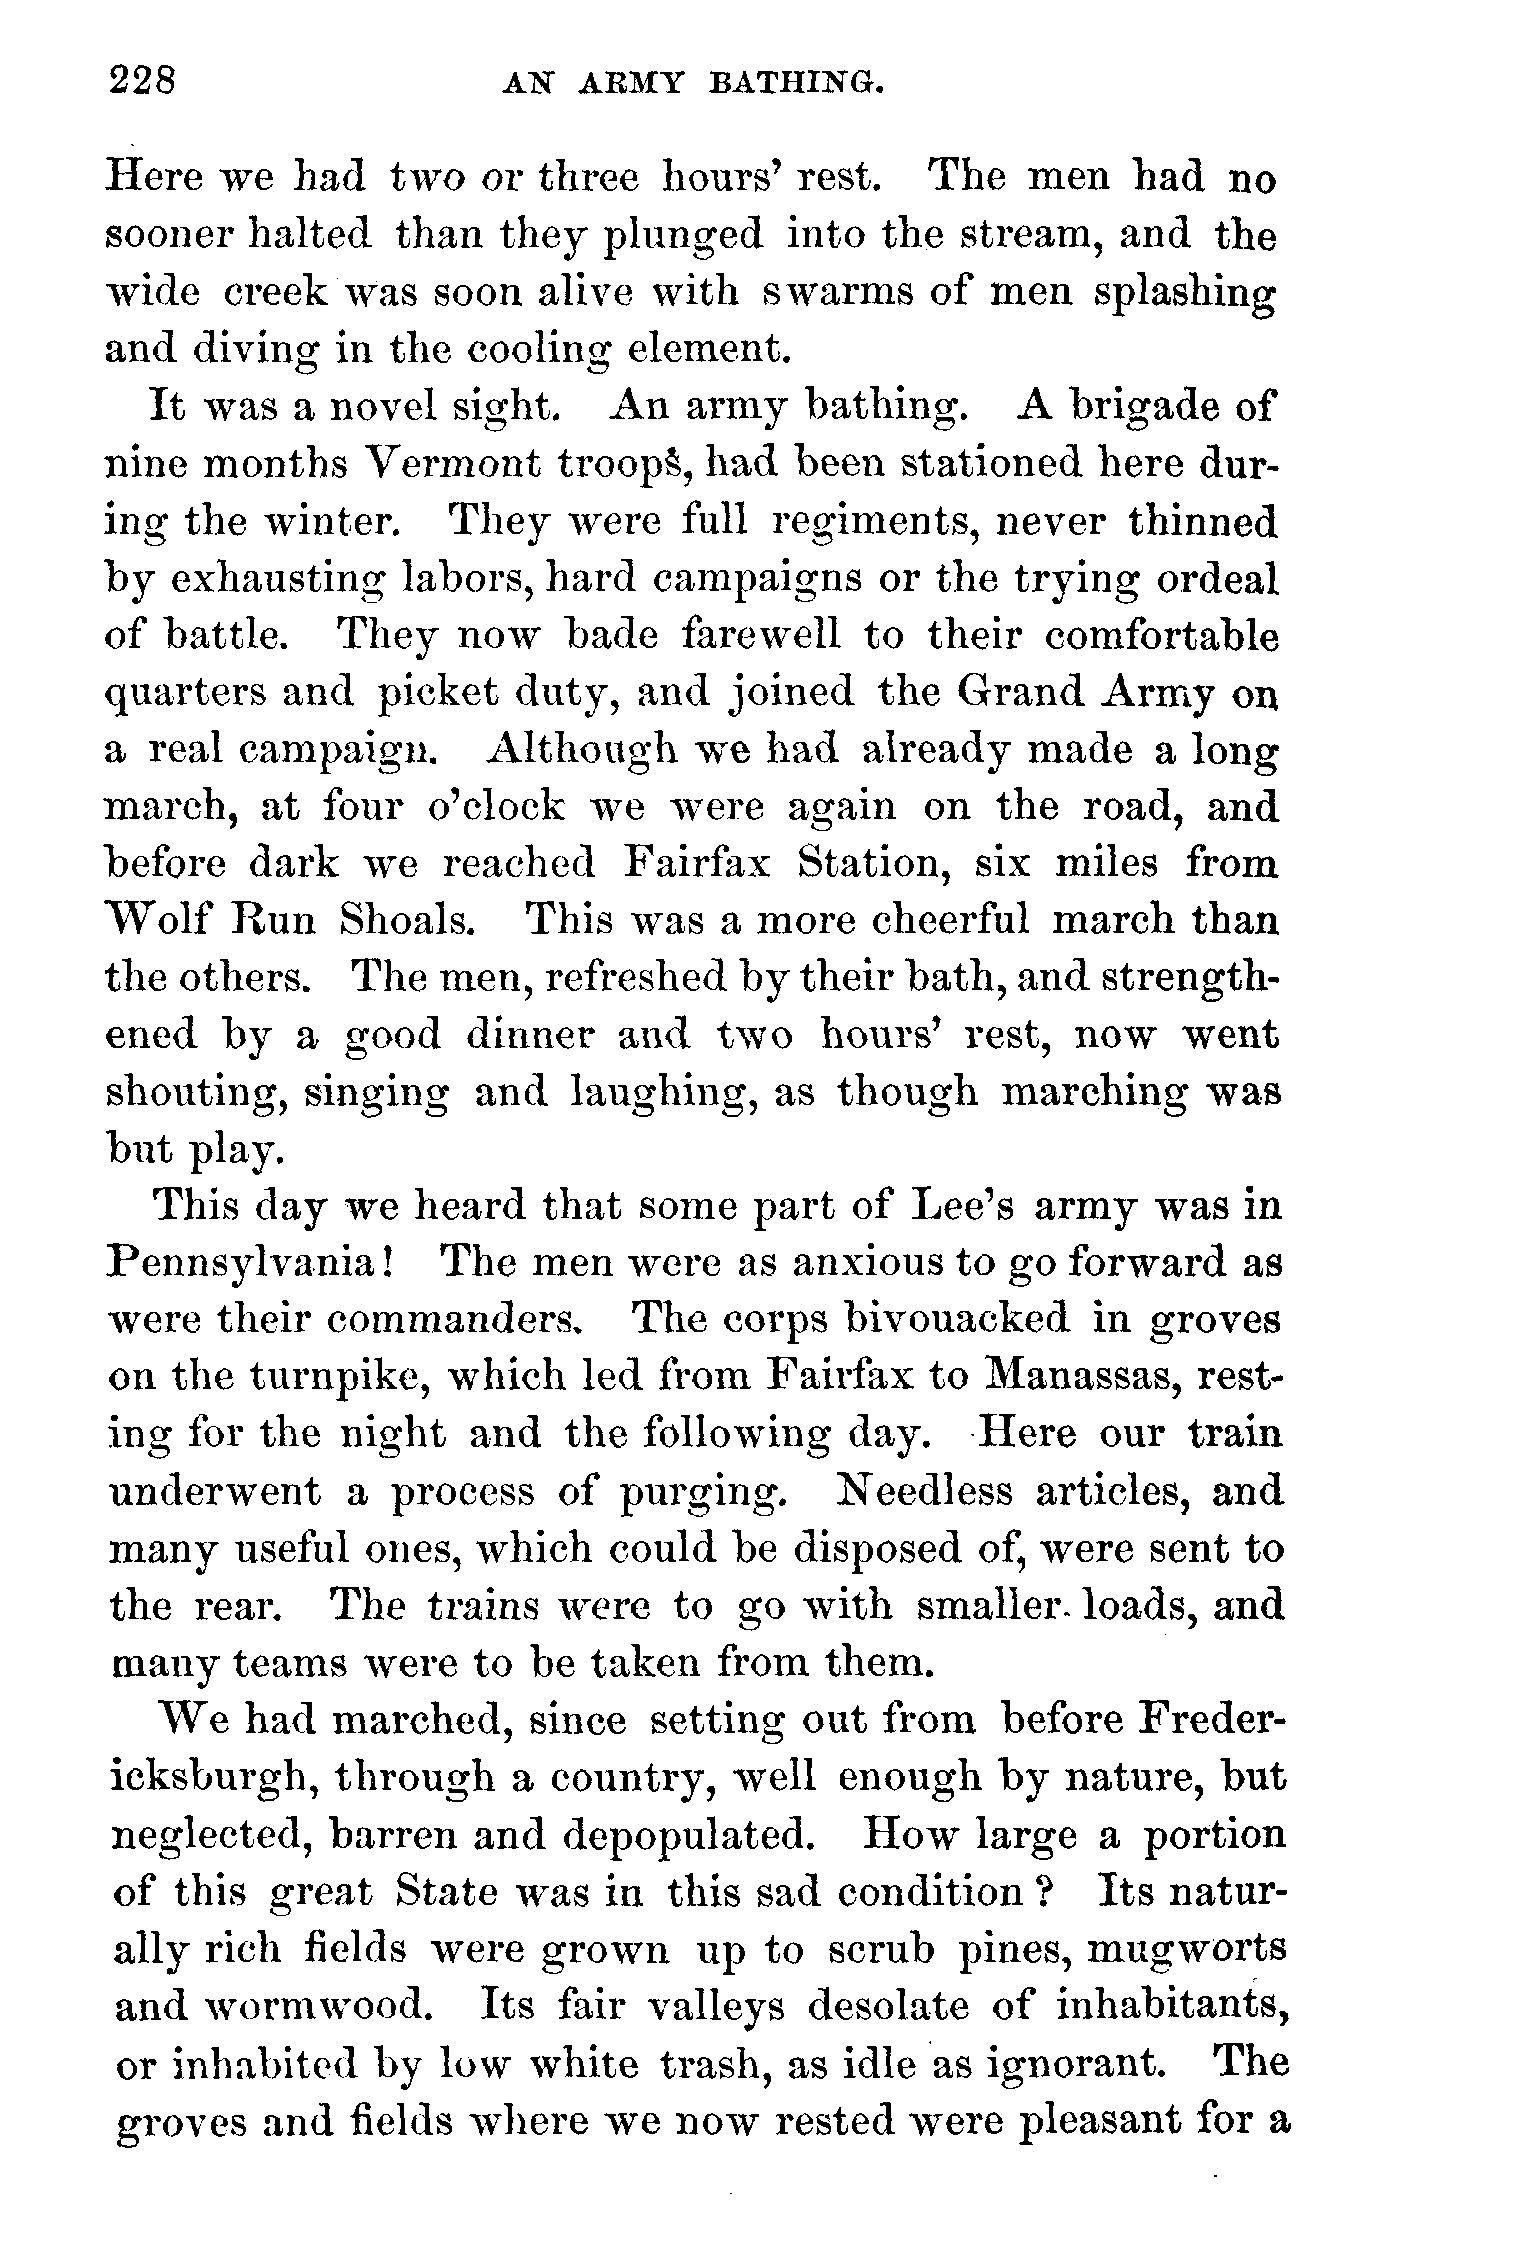 228 AN ARMY BATHING.
Here we had two or three hours' rest. The men had no
sooner halted than they plunged into the stream, and the
wide creek was soon alive with swarms of men splashing
and diving in the cooling element.
It was a novel sight. An army bathing. A brigade of
nine months Vermont troops, had been stationed here dur-
ing the winter. They were full regiments, never thinned
by exhausting labors, hard campaigns or the trying ordeal
of battle. They now bade farewell to their comfortable
quarters and picket duty, and joined the Grand Army on
a real campaign. Although we had already made a long
march, at four o'clock we were again on the road, and
before dark we reached Fairfax Station, six miles from
Wolf Run Shoals. This was a more cheerful march than
the others. The men, refreshed by their bath, and strength-
ened by a good dinner and two hours' rest, now went
shouting, singing and laughing, as though marching was
but play.
This day we heard that some part of Lee's army was in
Pennsylvania! The men were as anxious to go forward as
were their commanders. The corps bivouacked in groves
on the turnpike, which led from Fairfax to Manassas, rest-
ing for the night and the following day. Here our train
underwent a process of purging. Needless articles, and
many useful ones, which could be disposed of, were sent to
the rear. The trains were to go with smaller loads, and
many teams were to be taken from them.
We had marched, since setting out from before Freder-
icksburgh, through a country, well enough by nature, but
neglected, barren and depopulated. How large a portion
of this great State was in this sad condition? Its natur-
ally rich fields were grown up to scrub pines, mugworts
and wormwood. Its fair valleys desolate of inhabitants,
or inhabited by low white trash, as idle as ignorant. The
groves and fields where we now rested were pleasant for a